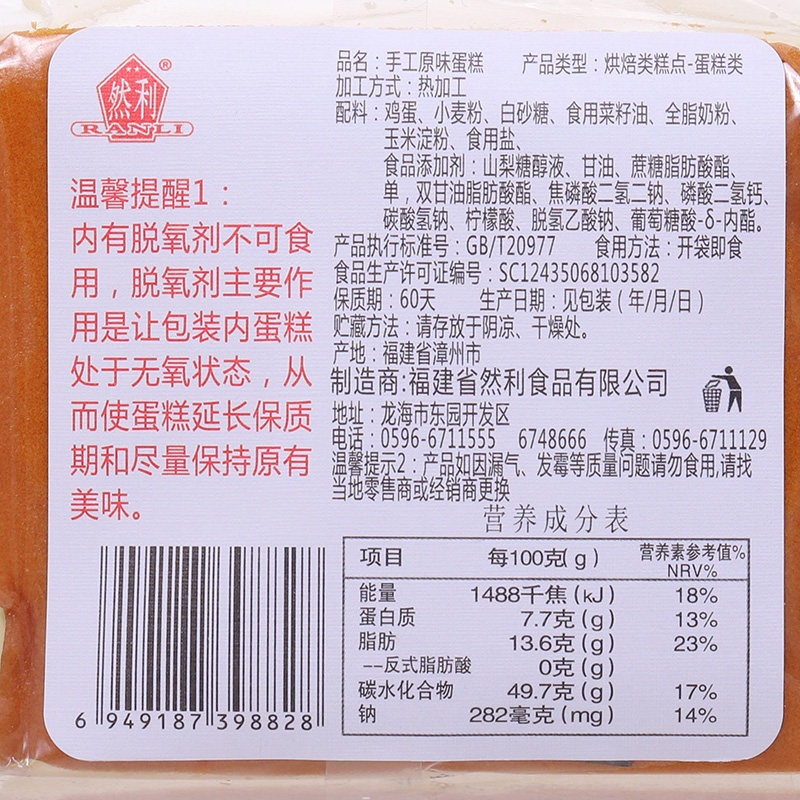 然利
®
RANLI
温馨提醒1：
内有脱氧剂不可食
用，脱氧剂主要作
用是让包装内蛋糕
处于无氧状态，从
而使蛋糕延长保质
期和尽量保持原有
美味。
品名：手工原味蛋糕 产品类型：烘焙类糕点-蛋糕类
加工方式：热加工
配料：鸡蛋、小麦粉、白砂糖、食用菜籽油、全脂奶粉、
玉米淀粉、食用盐、
食品添加剂：山梨糖醇液、甘油、蔗糖脂肪酸酯、
单，双甘油脂肪酸酯、焦磷酸二氢二钠、磷酸二氢钙、
碳酸氢钠、柠檬酸、脱氢乙酸钠、葡萄糖酸-δ-内酯。
产品执行标准号：GB/T20977 食用方法：开袋即食
食品生产许可证编号：SC12435068103582
保质期：60天 生产日期：见包装（年/月/日）
贮藏方法：请存放于阴凉、干燥处。
产地：福建省漳州市
制造商:福建省然利食品有限公司
地址：龙海市东园开发区
电话：0596-6711555 6748666 传真：0596-6711129
温馨提示2：产品如因漏气、发霉等质量问题请勿食用,请找
当地零售商或经销商更换
营养成分表
项目 每100克(g) 营养素参考值%
NRV%
能量 1488千焦(kJ) 18%
蛋白质 7.7克(g) 13%
脂肪 13.6克(g) 23%
--反式脂肪酸 0克(g)
碳水化合物 49.7克(g) 17%
钠 282毫克(mg) 14%
6 949187 398828